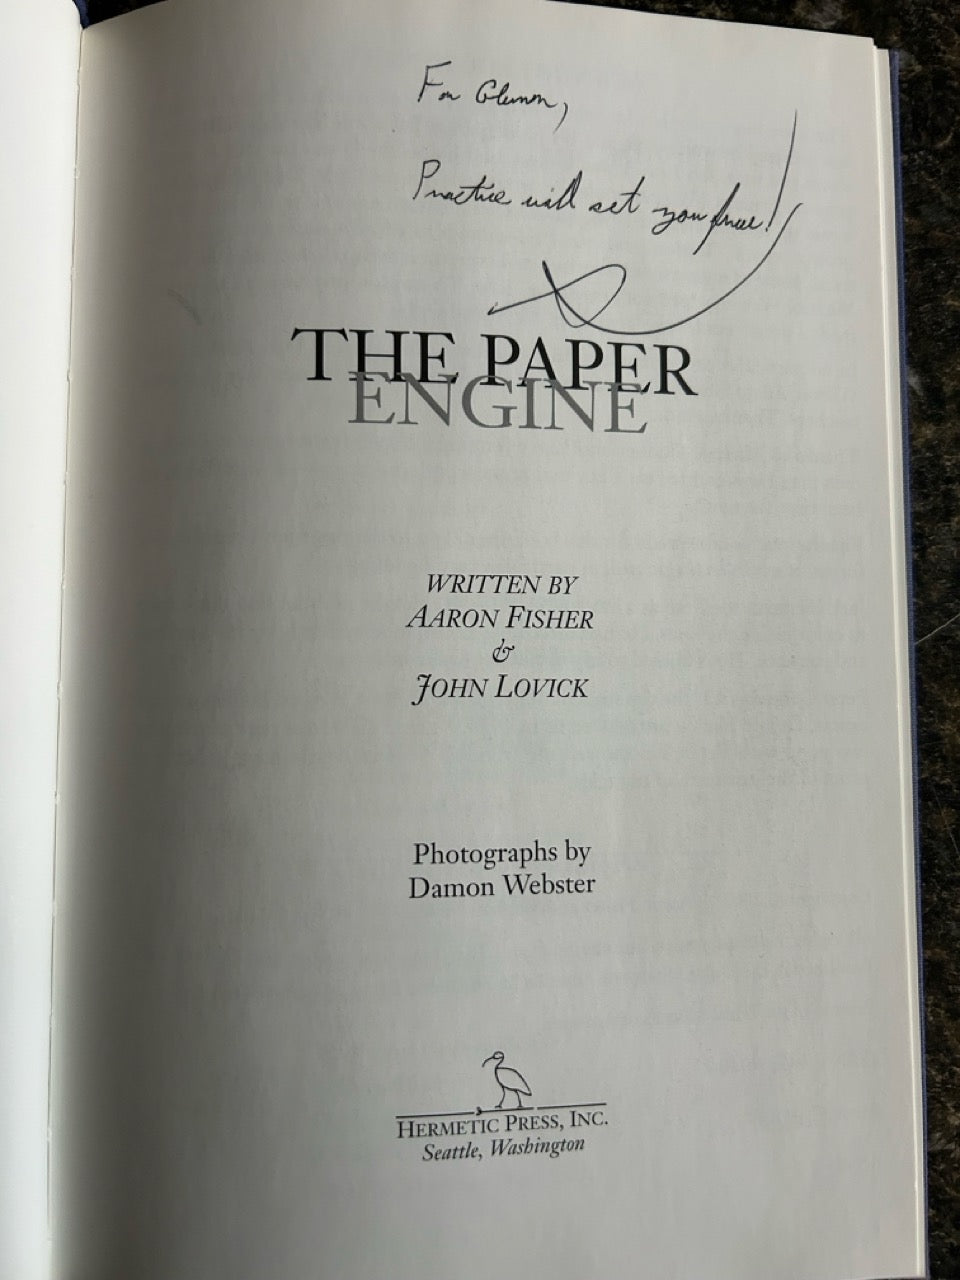 For
Practice will set you free!
THE PAPER
ENGINE
WRITTEN BY
AARON FISHER
&
JOHN LOVICK
Photographs by
Damon Webster
HERMETIC PRESS, INC.
Seattle, Washington